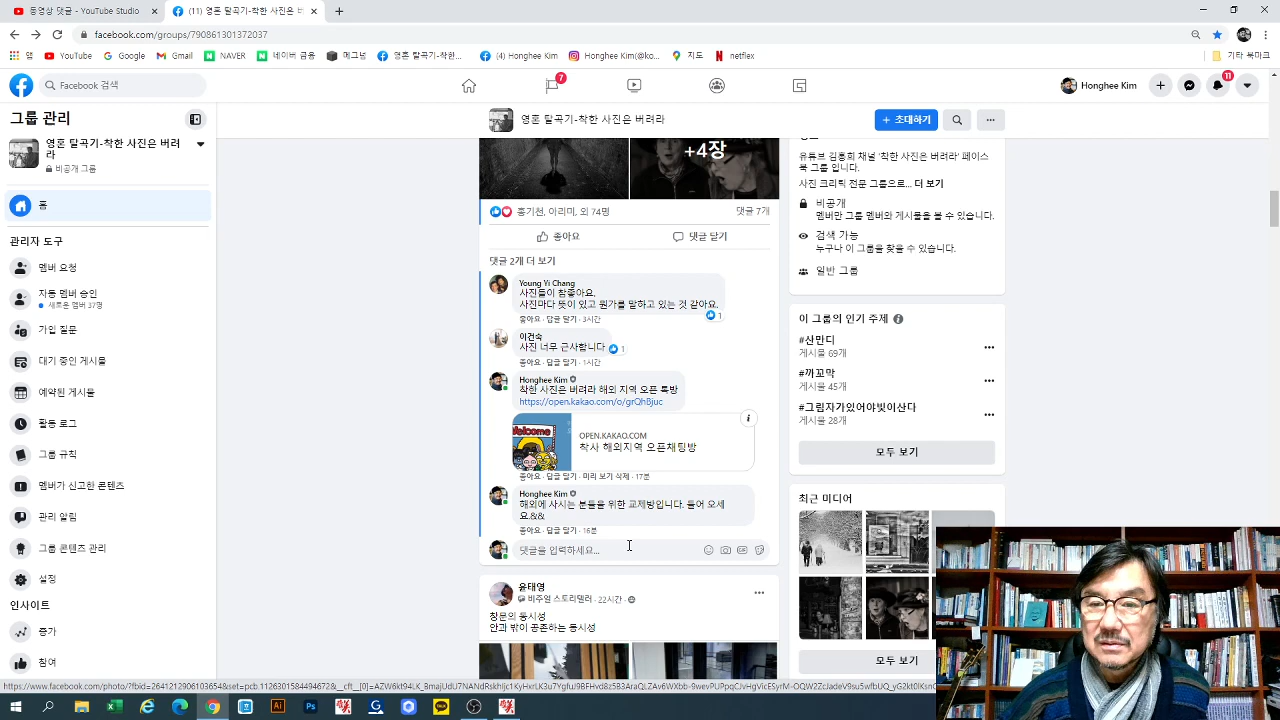 동영상 댓글 - YouTube Studio
(11) 영혼 탈곡기-착한 사진은 버
facebook.com/groups/790861301372037
앱
YouTube
Google
Gmail
NAVER
네이버 금융
메그넘
영혼 탈곡기-착한...
(4) Honghee Kim
Honghee Kim(@ko...
지도
netflix
기타 북마크
Facebook 검색
7
Honghee Kim
11
그룹 관리
영혼 탈곡기-착한 사진은 버려
라
비공개 그룹
홈
관리자 도구
멤버 요청
자동 멤버 승인
새로운 멤버 37명
가입 질문
대기 중인 게시물
예약된 게시물
활동 로그
그룹 규칙
멤버가 신고한 콘텐츠
관리 알림
그룹 콘텐츠 관리
설정
인사이트
증가
참여
영혼 탈곡기-착한 사진은 버려라
+ 초대하기
+4장
홍기천, 아리미, 외 74명
댓글 7개
좋아요
댓글 달기
댓글 2개 더 보기
Young Yi Chang
사진들이 참좋아요.
사진마다 뜻이 있고 뭔가를 말하고 있는 것 같아요.
1
좋아요 · 답글 달기 · 3시간
이건숙
사진 너무 근사합니다
1
좋아요 · 답글 달기 · 1시간
Honghee Kim
착한 사진은 버려라 해외 지역 오픈 톡방
https://open.kakao.com/o/grQhBjuc
Welcome
OPEN.KAKAO.COM
착사 해외지역 오픈채팅방
좋아요 · 답글 달기 · 미리 보기 삭제 · 17분
Honghee Kim
해외에 사시는 분들을 위한 교제방입니다. 들어 오세
요.&&
좋아요 · 답글 달기 · 16분
댓글을 입력하세요...
윤태영
비주얼 스토리텔러 · 22시간
창문의 동시성
안과 밖이 공존하는 동시성
유튜브 김홍희 채널 '착한 사진은 버려라' 페이스
북 그룹 입니다.
사진 크리틱 전문 그룹으로... 더 보기
비공개
멤버만 그룹 멤버와 게시물을 볼 수 있습니다.
검색 가능
누구나 이 그룹을 찾을 수 있습니다.
일반 그룹
이 그룹의 인기 주제
#산만디
게시물 69개
#까꼬막
게시물 45개
#그림자가있어야빛이산다
게시물 28개
모두 보기
최근 미디어
모두 보기